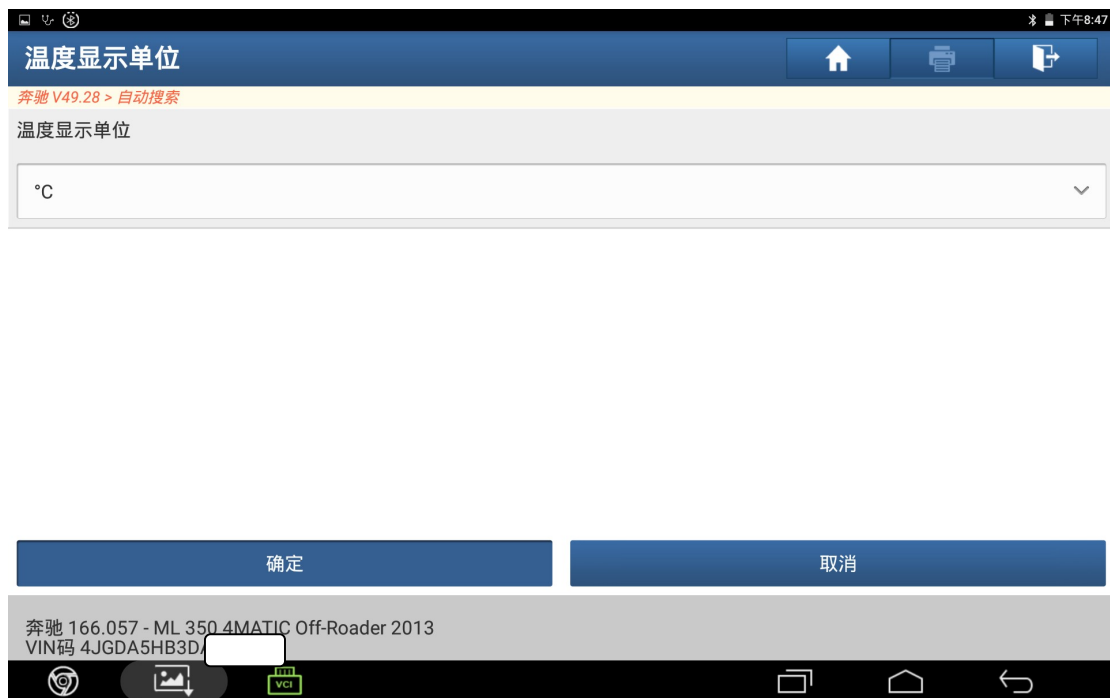 下午8:47
温度显示单位
奔驰 V49.28 > 自动搜索
温度显示单位
°C
确定
取消
奔驰 166.057 - ML 350 4MATIC Off-Roader 2013
VIN码 4JGDA5HB3D
VCI